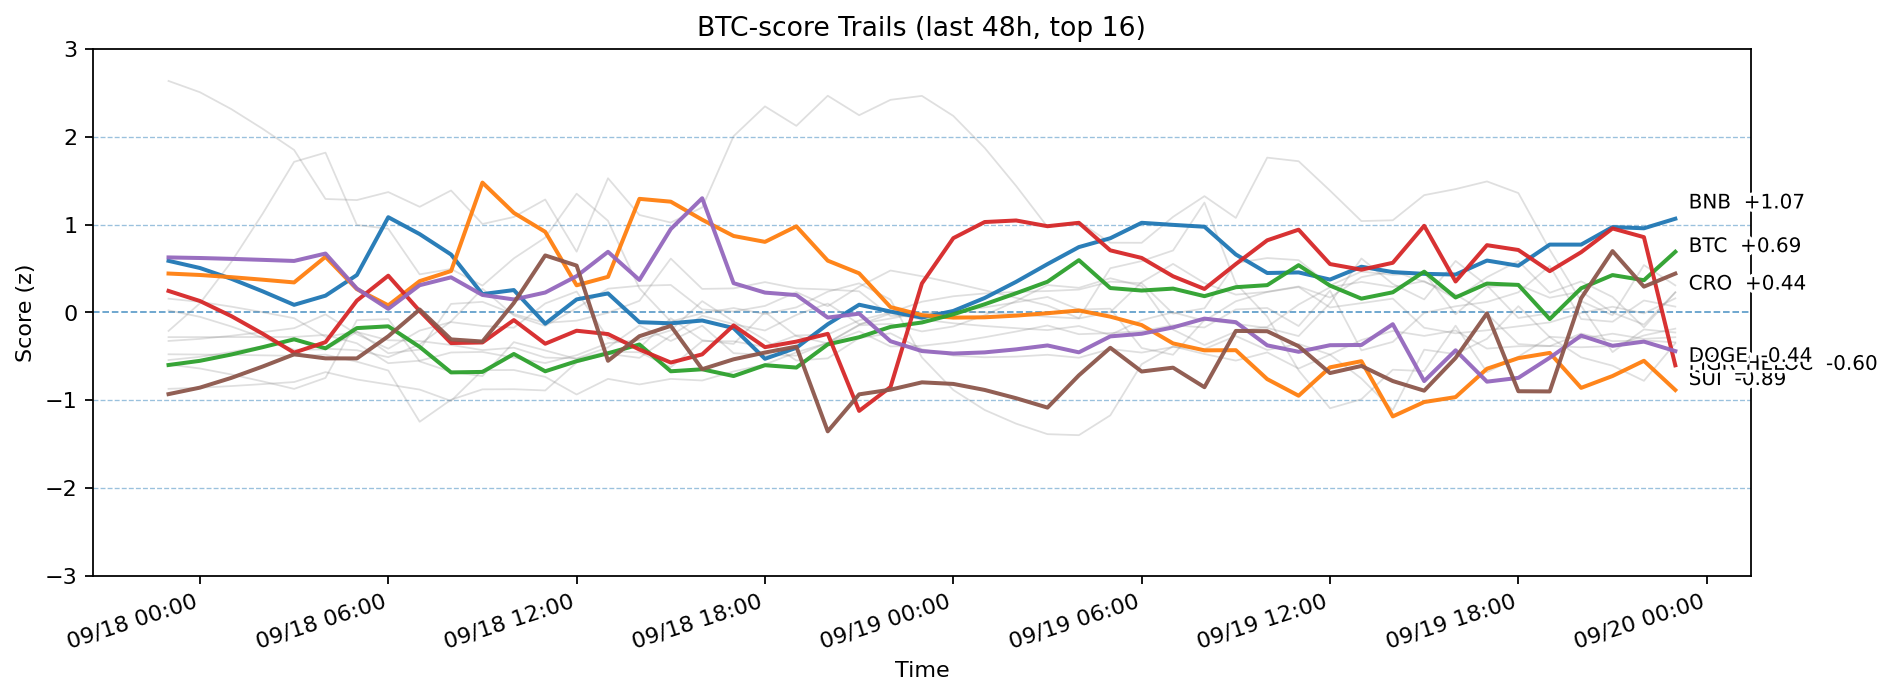 BTC-score Trails (last 48h, top 16)
Score (z)
3
2
1
0
−1
−2
−3
BNB +1.07
BTC +0.69
CRO +0.44
DOGE -0.44
-0.60
SUI -0.89
09/18 00:00
09/18 06:00
09/18 12:00
09/18 18:00
09/19 00:00
09/19 06:00
09/19 12:00
09/19 18:00
09/20 00:00
Time